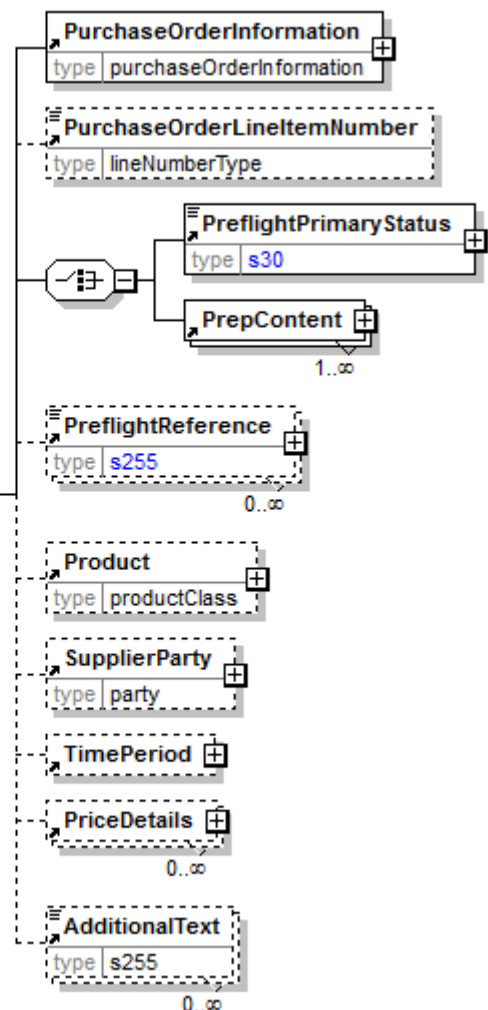 PurchaseOrderInformation
type purchaseOrderInformation
PurchaseOrderLineItemNumber
type lineNumberType
PreflightPrimaryStatus
type s30
PrepContent
1..∞
PreflightReference
type s255
0..∞
Product
type productClass
SupplierParty
type party
TimePeriod
PriceDetails
0..∞
AdditionalText
type s255
0..∞